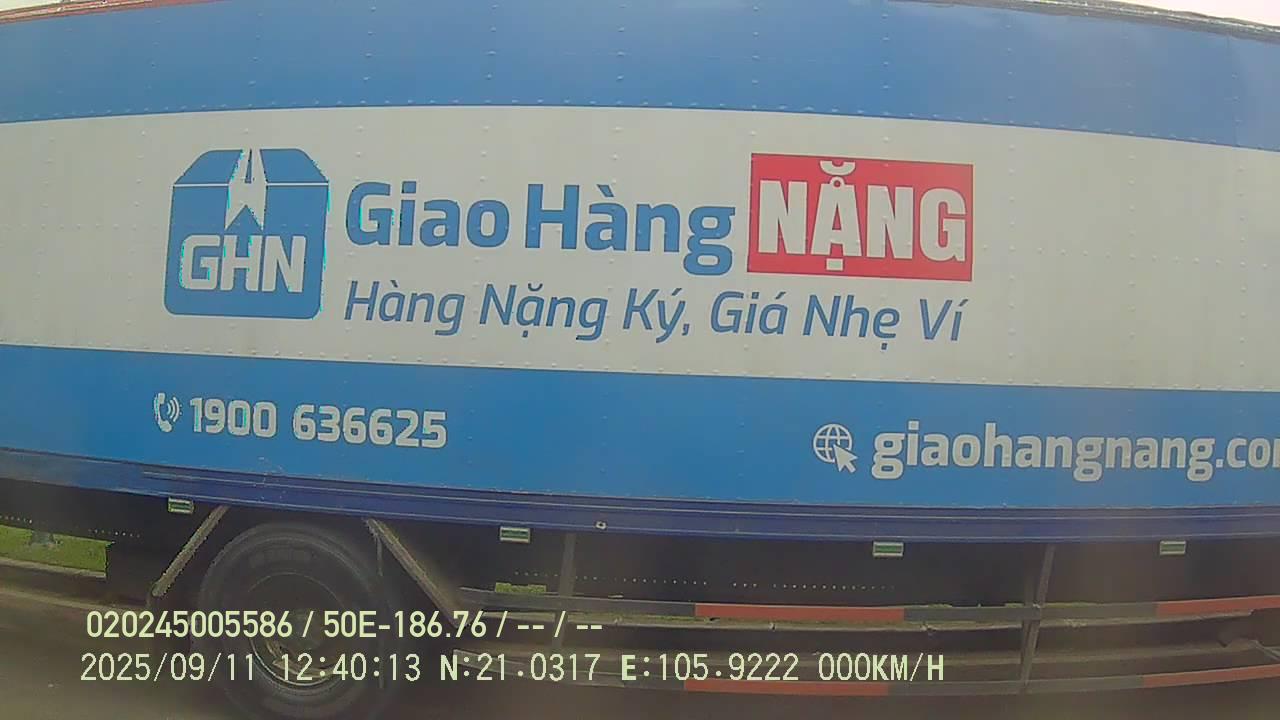 GHN
Giao Hàng NẶNG
Hàng Nặng Ký, Giá Nhẹ Ví
1900 636625
giaohangnang.co
020245005586 / 50E-186.76 / -- / --
2025/09/11 12:40:13 N:21.0317 E:105.9222 000KM/H